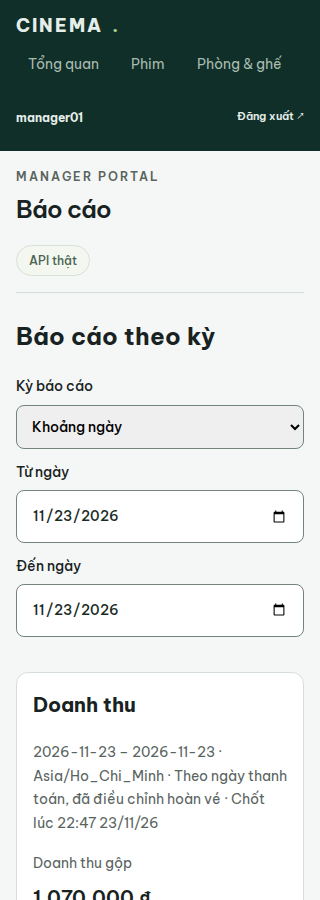 CINEMA .
Tổng quan Phim Phòng & ghế
manager01 Đăng xuất ↗
MANAGER PORTAL
Báo cáo
API thật
Báo cáo theo kỳ
Kỳ báo cáo
Khoảng ngày
Từ ngày
11/23/2026
Đến ngày
11/23/2026
Doanh thu
2026-11-23 – 2026-11-23 ·
Asia/Ho_Chi_Minh · Theo ngày thanh
toán, đã điều chỉnh hoàn vé · Chốt
lúc 22:47 23/11/26
Doanh thu gộp
1.070.000 đ